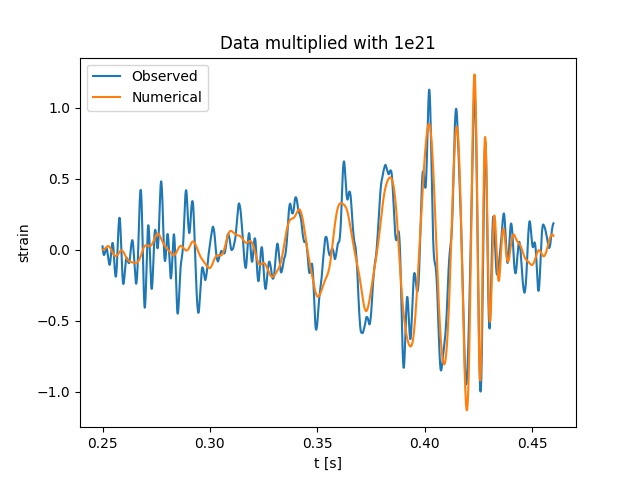 Data multiplied with 1e21
Observed
Numerical
1.0
0.5
0.0
−0.5
−1.0
strain
0.25 0.30 0.35 0.40 0.45
t [s]